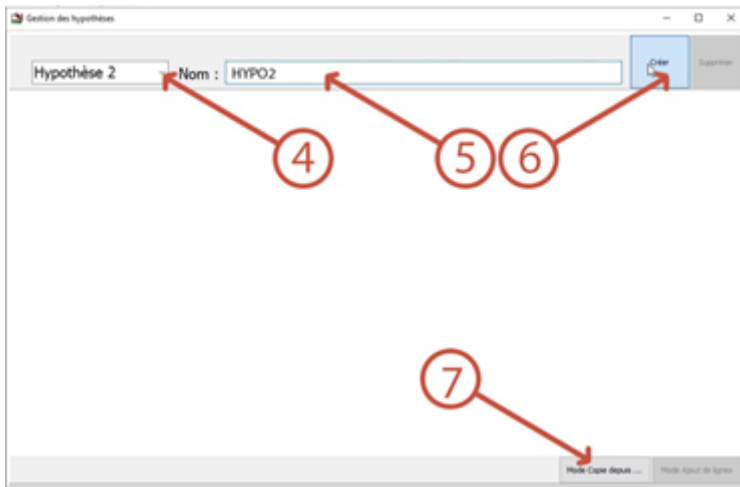 Gestion des hypothèses
Hypothèse 2
Nom :
HYPO2
Créer
Supprimer
4
5
6
7
Mode Copie depuis ...
Mode Ajout de lignes